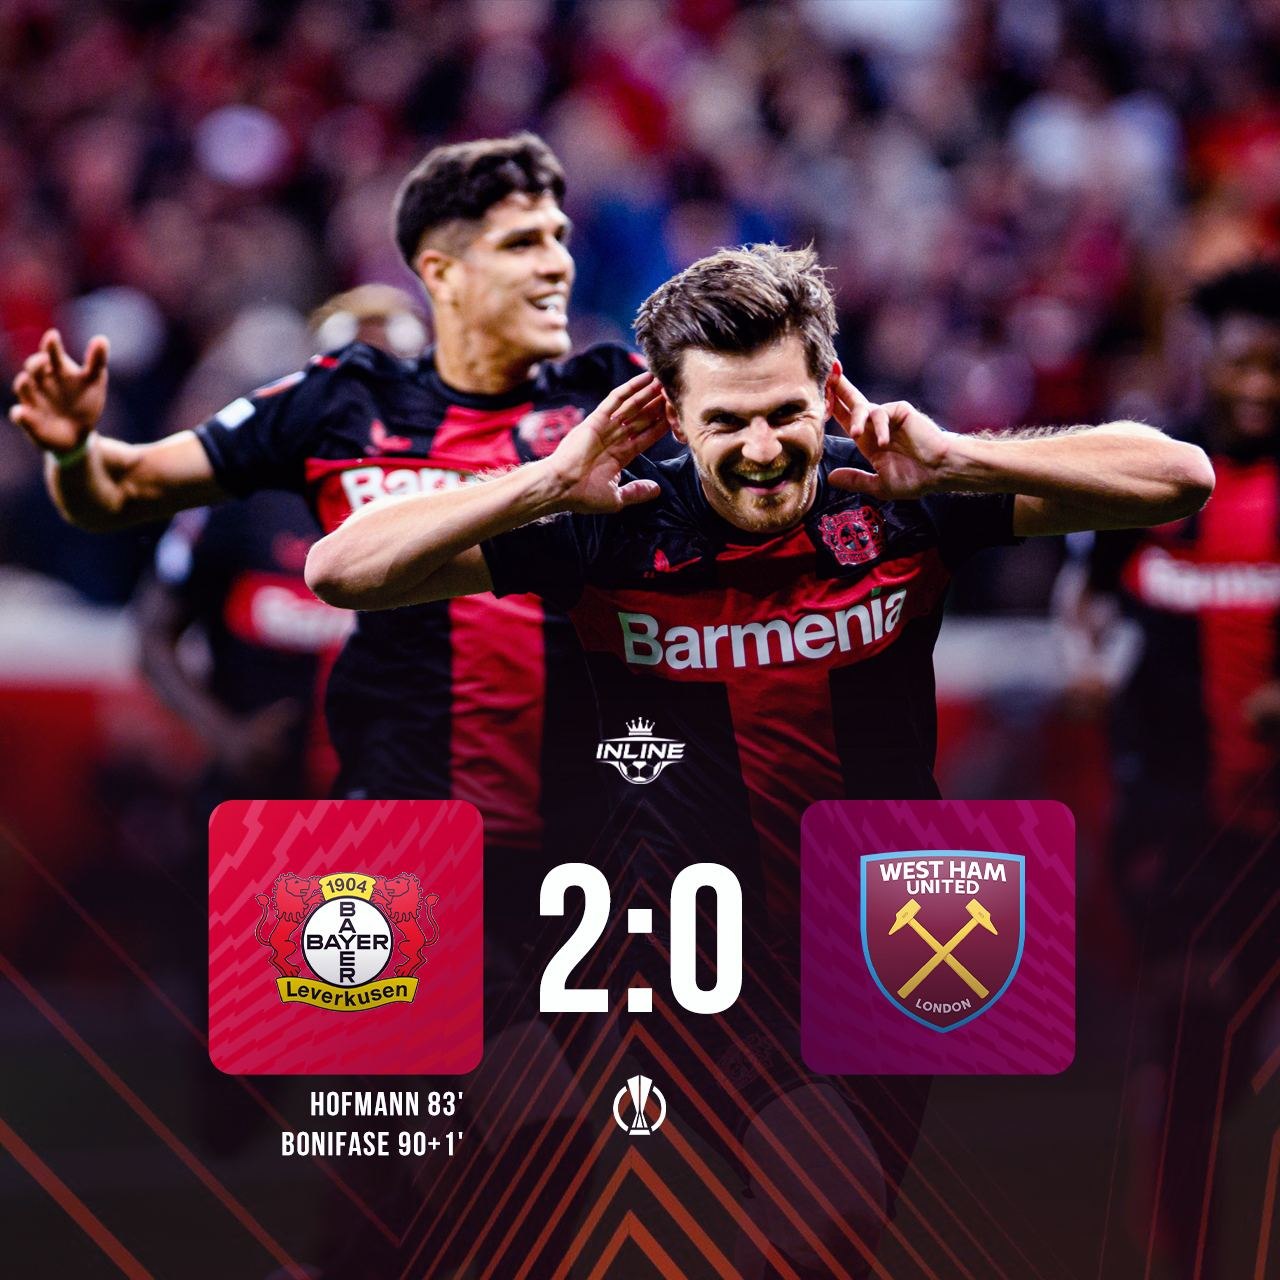 Barmenia
INLINE
1904
BAYER
BAYER
Leverkusen
2:0
WEST HAM
UNITED
LONDON
HOFMANN 83'
BONIFASE 90+1'